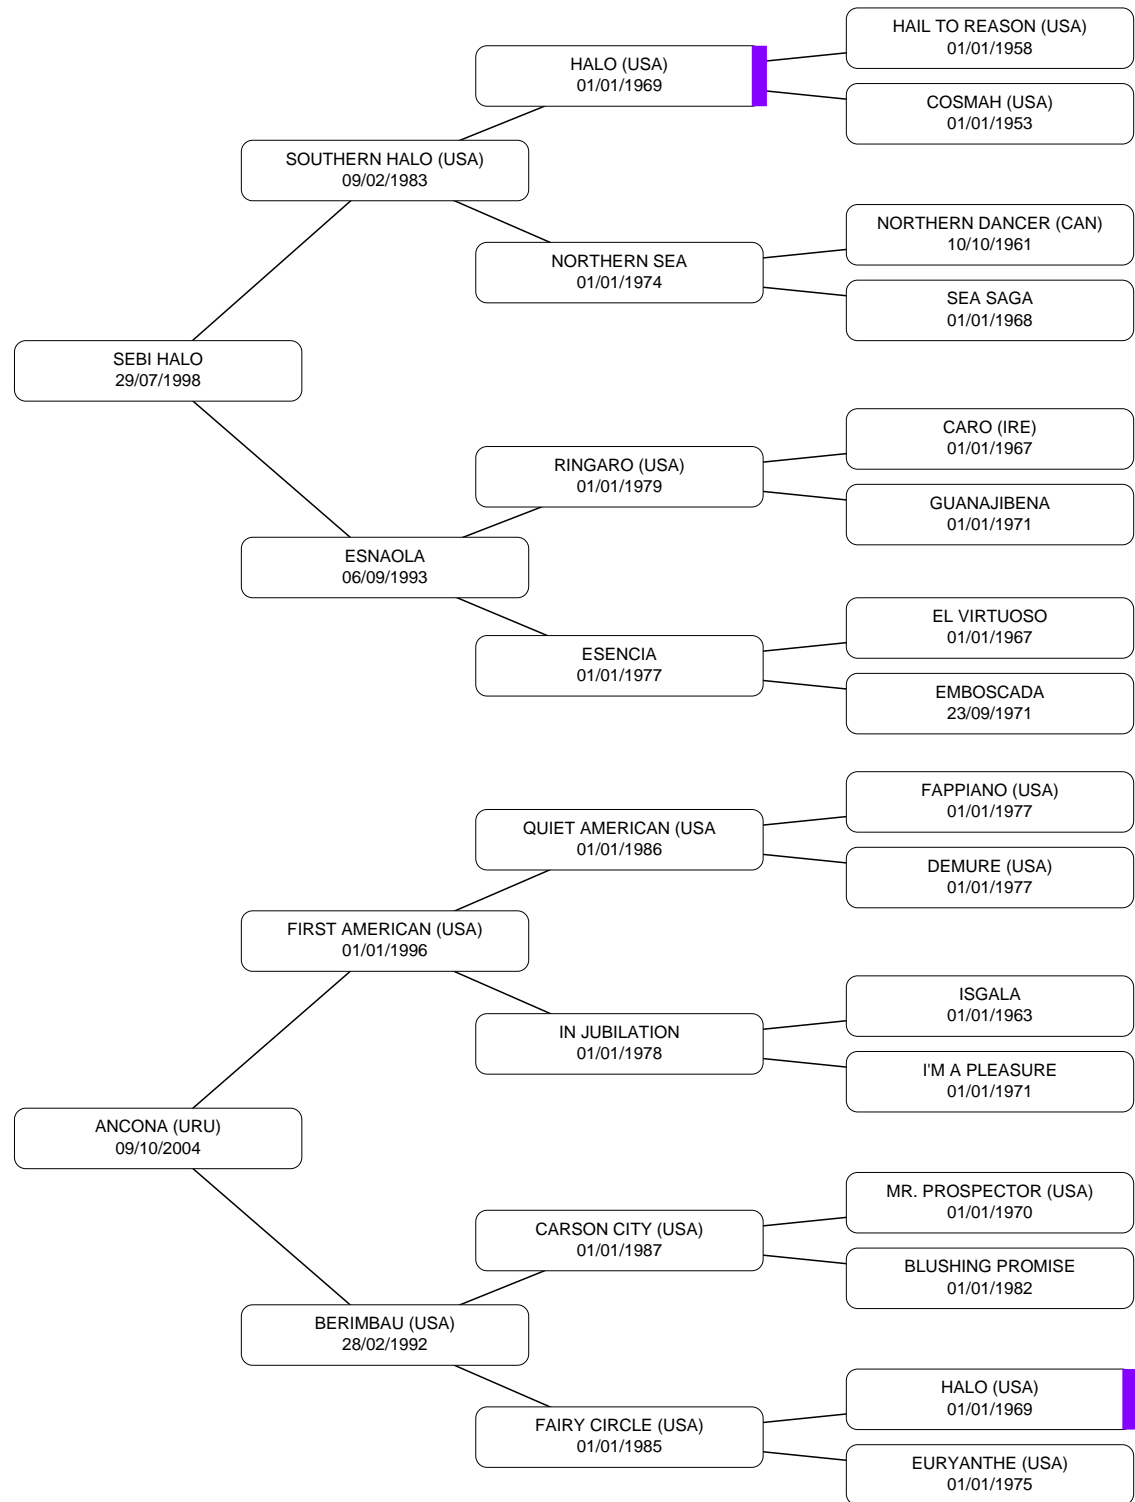 HAIL TO REASON (USA)
01/01/1958
HALO (USA)
01/01/1969
COSMAH (USA)
01/01/1953
SOUTHERN HALO (USA)
09/02/1983
NORTHERN DANCER (CAN)
10/10/1961
NORTHERN SEA
01/01/1974
SEA SAGA
01/01/1968
SEBI HALO
29/07/1998
CARO (IRE)
01/01/1967
RINGARO (USA)
01/01/1979
GUANAJIBENA
01/01/1971
ESNAOLA
06/09/1993
EL VIRTUOSO
01/01/1967
ESENCIA
01/01/1977
EMBOSCADA
23/09/1971
FAPPIANO (USA)
01/01/1977
QUIET AMERICAN (USA
01/01/1986
DEMURE (USA)
01/01/1977
FIRST AMERICAN (USA)
01/01/1996
ISGALA
01/01/1963
IN JUBILATION
01/01/1978
I'M A PLEASURE
01/01/1971
ANCONA (URU)
09/10/2004
MR. PROSPECTOR (USA)
01/01/1970
CARSON CITY (USA)
01/01/1987
BLUSHING PROMISE
01/01/1982
BERIMBAU (USA)
28/02/1992
HALO (USA)
01/01/1969
FAIRY CIRCLE (USA)
01/01/1985
EURYANTHE (USA)
01/01/1975